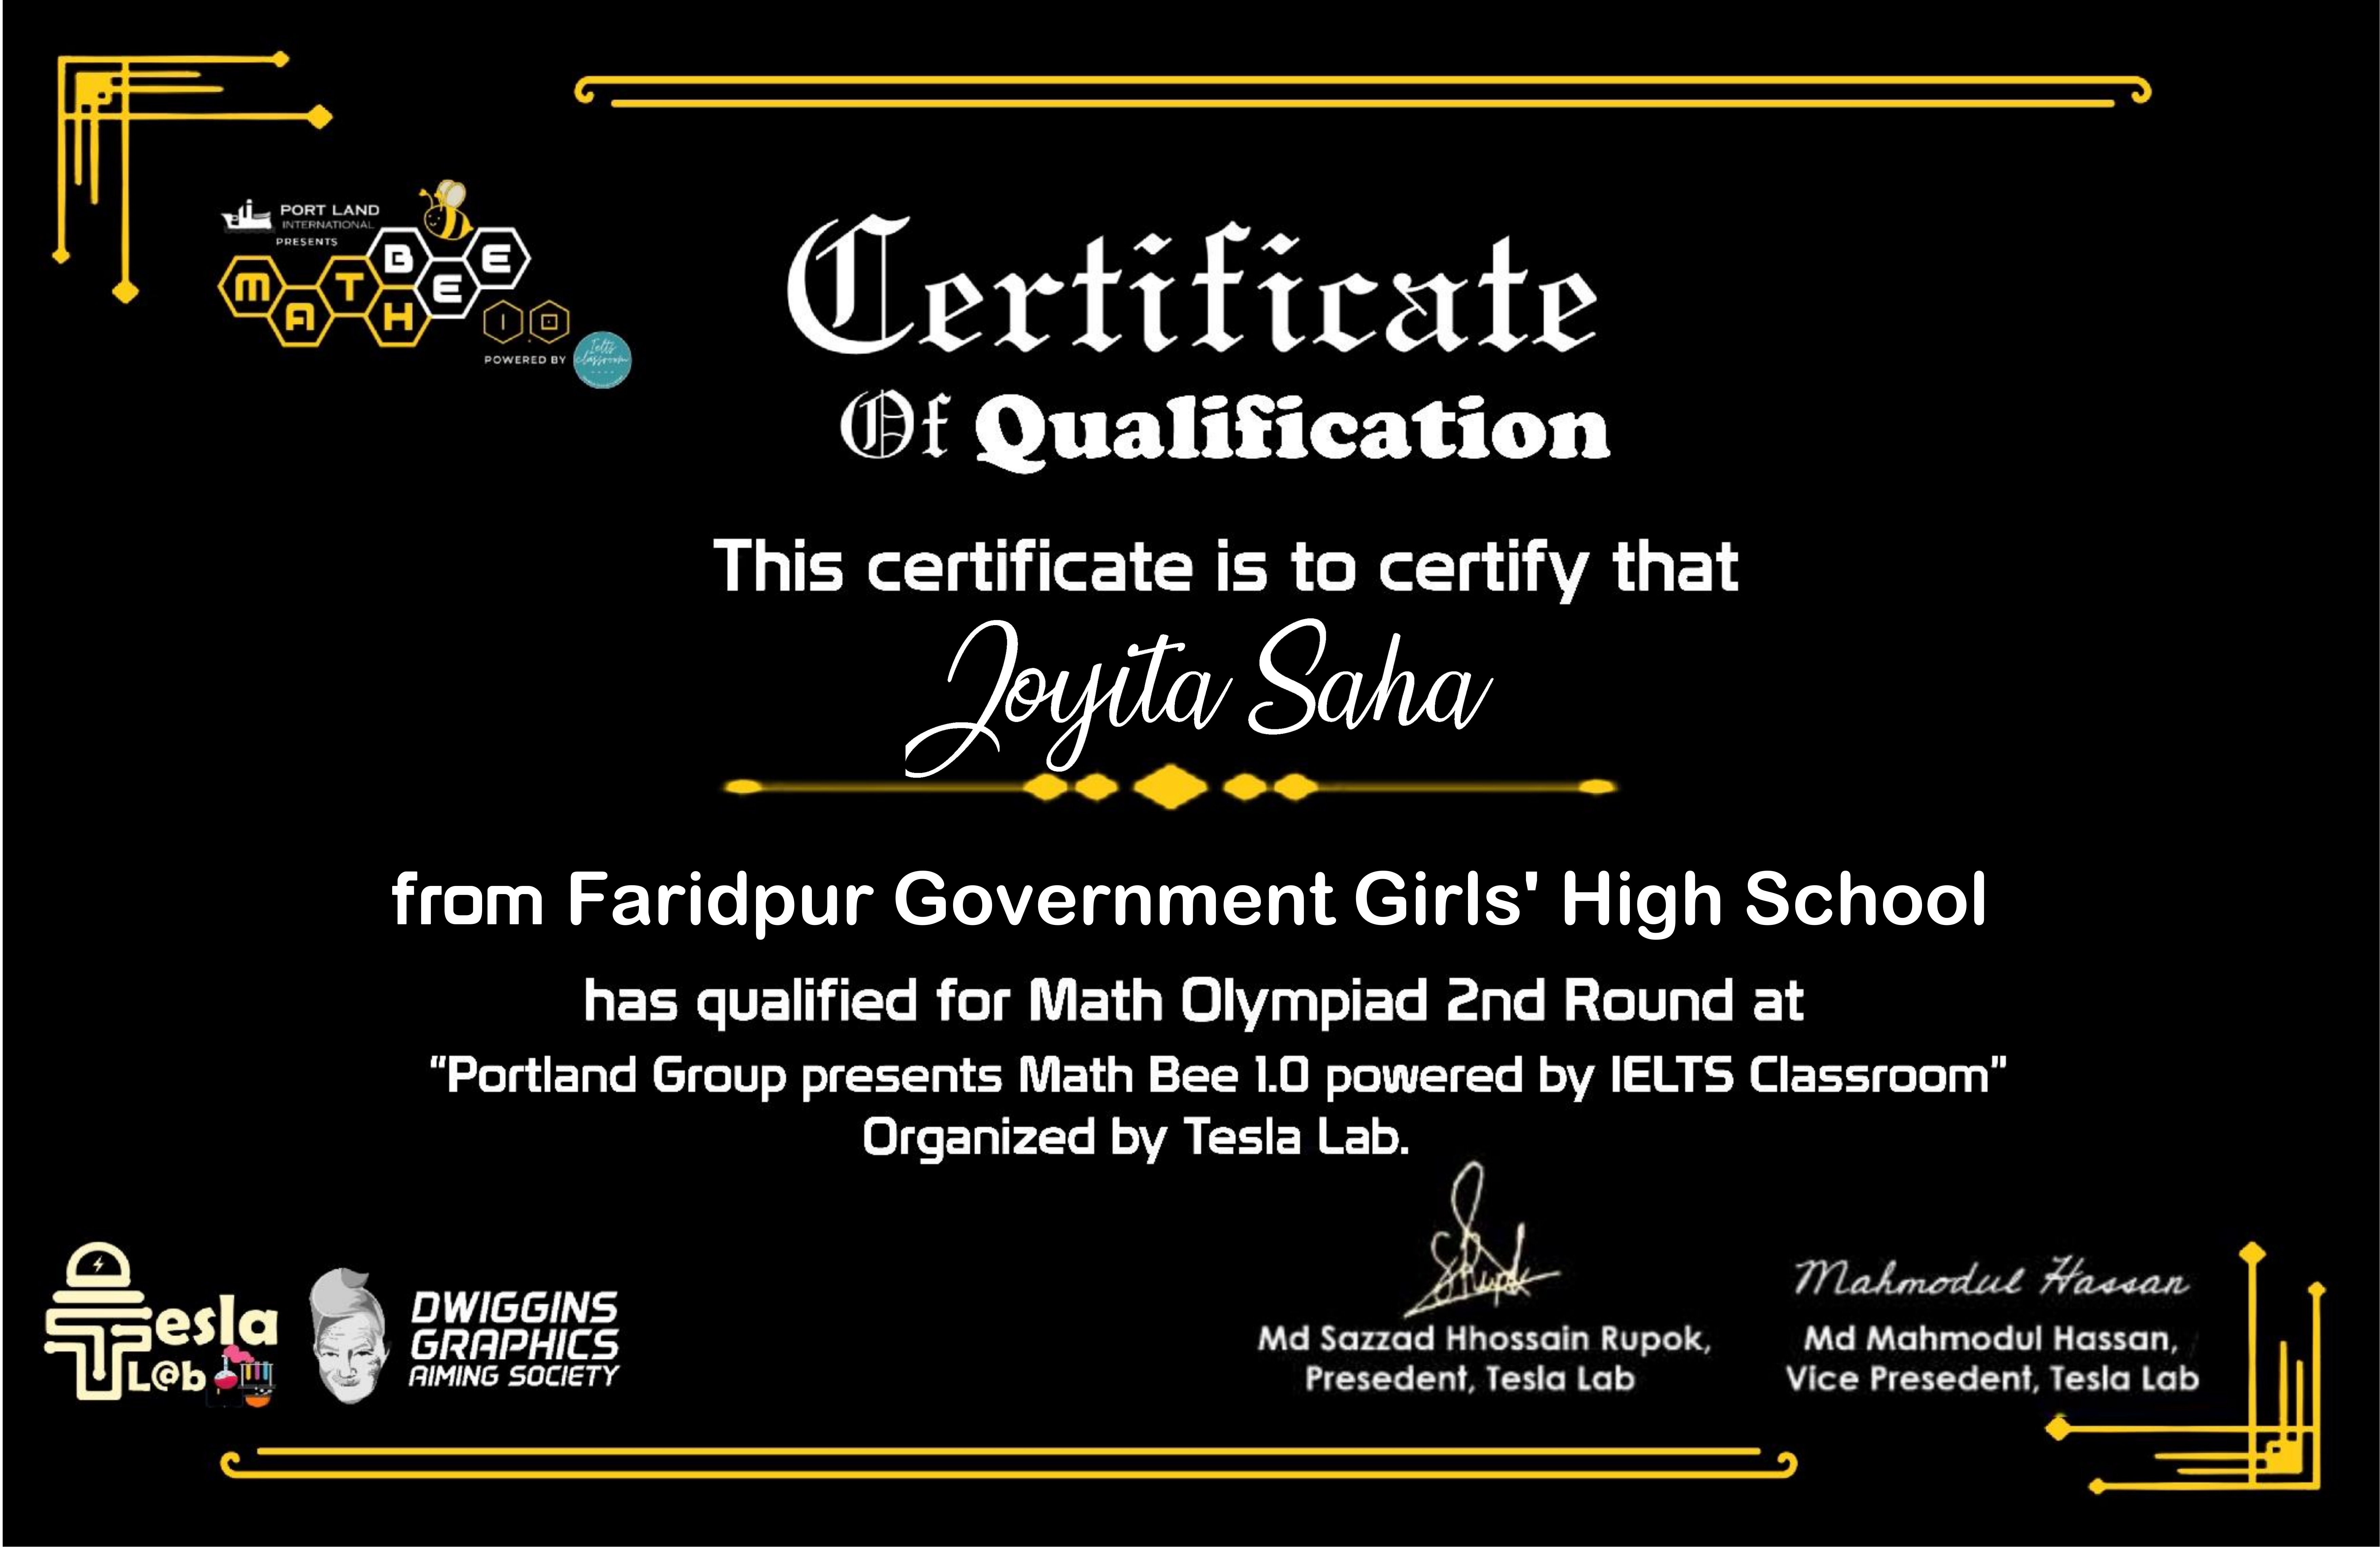 PORT LAND
INTERNATIONAL
PRESENTS
MATH BEE
1.0
POWERED BY
Ielts
classroom
Certificate
Of Qualification
This certificate is to certify that
Joyita Saha
from Faridpur Government Girls' High School
has qualified for Math Olympiad 2nd Round at
“Portland Group presents Math Bee 1.0 powered by IELTS Classroom”
Organized by Tesla Lab.
Tesla
L@b
DWIGGINS
GRAPHICS
AIMING SOCIETY
Md Sazzad Hhossain Rupok,
Presedent, Tesla Lab
Mahmodul Hassan
Md Mahmodul Hassan,
Vice Presedent, Tesla Lab